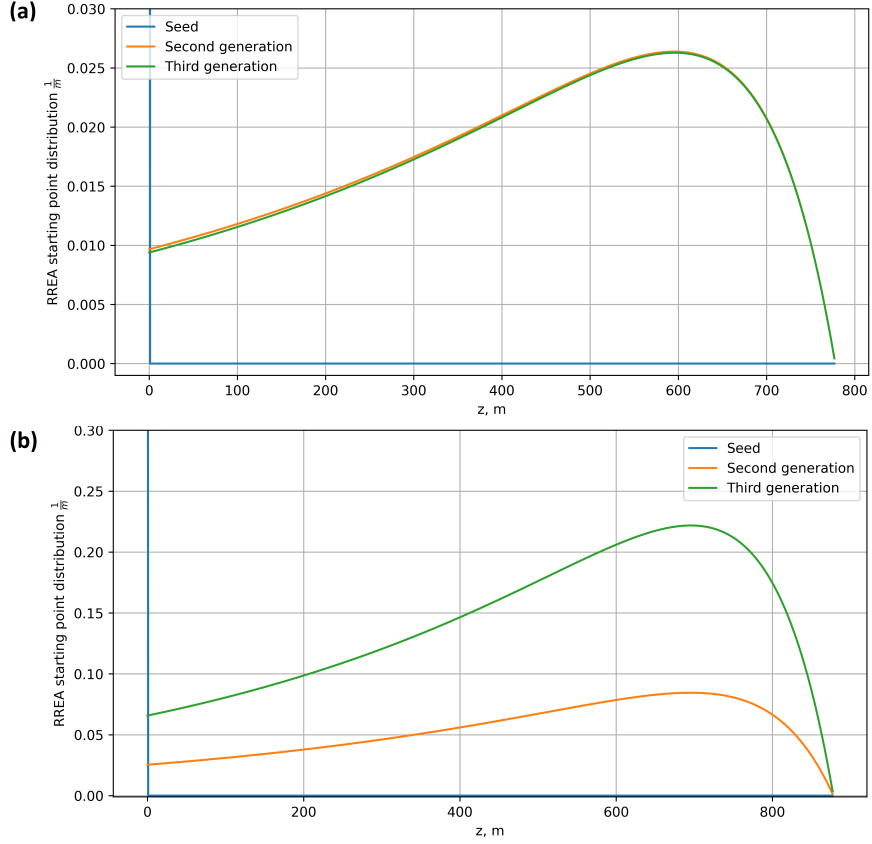 (a)
0.030
0.025
0.020
0.015
0.010
0.005
0.000
RREA starting point distribution 1/m
Seed
Second generation
Third generation
0 100 200 300 400 500 600 700 800
z, m
(b)
0.30
0.25
0.20
0.15
0.10
0.05
0.00
RREA starting point distribution 1/m
Seed
Second generation
Third generation
0 200 400 600 800
z, m